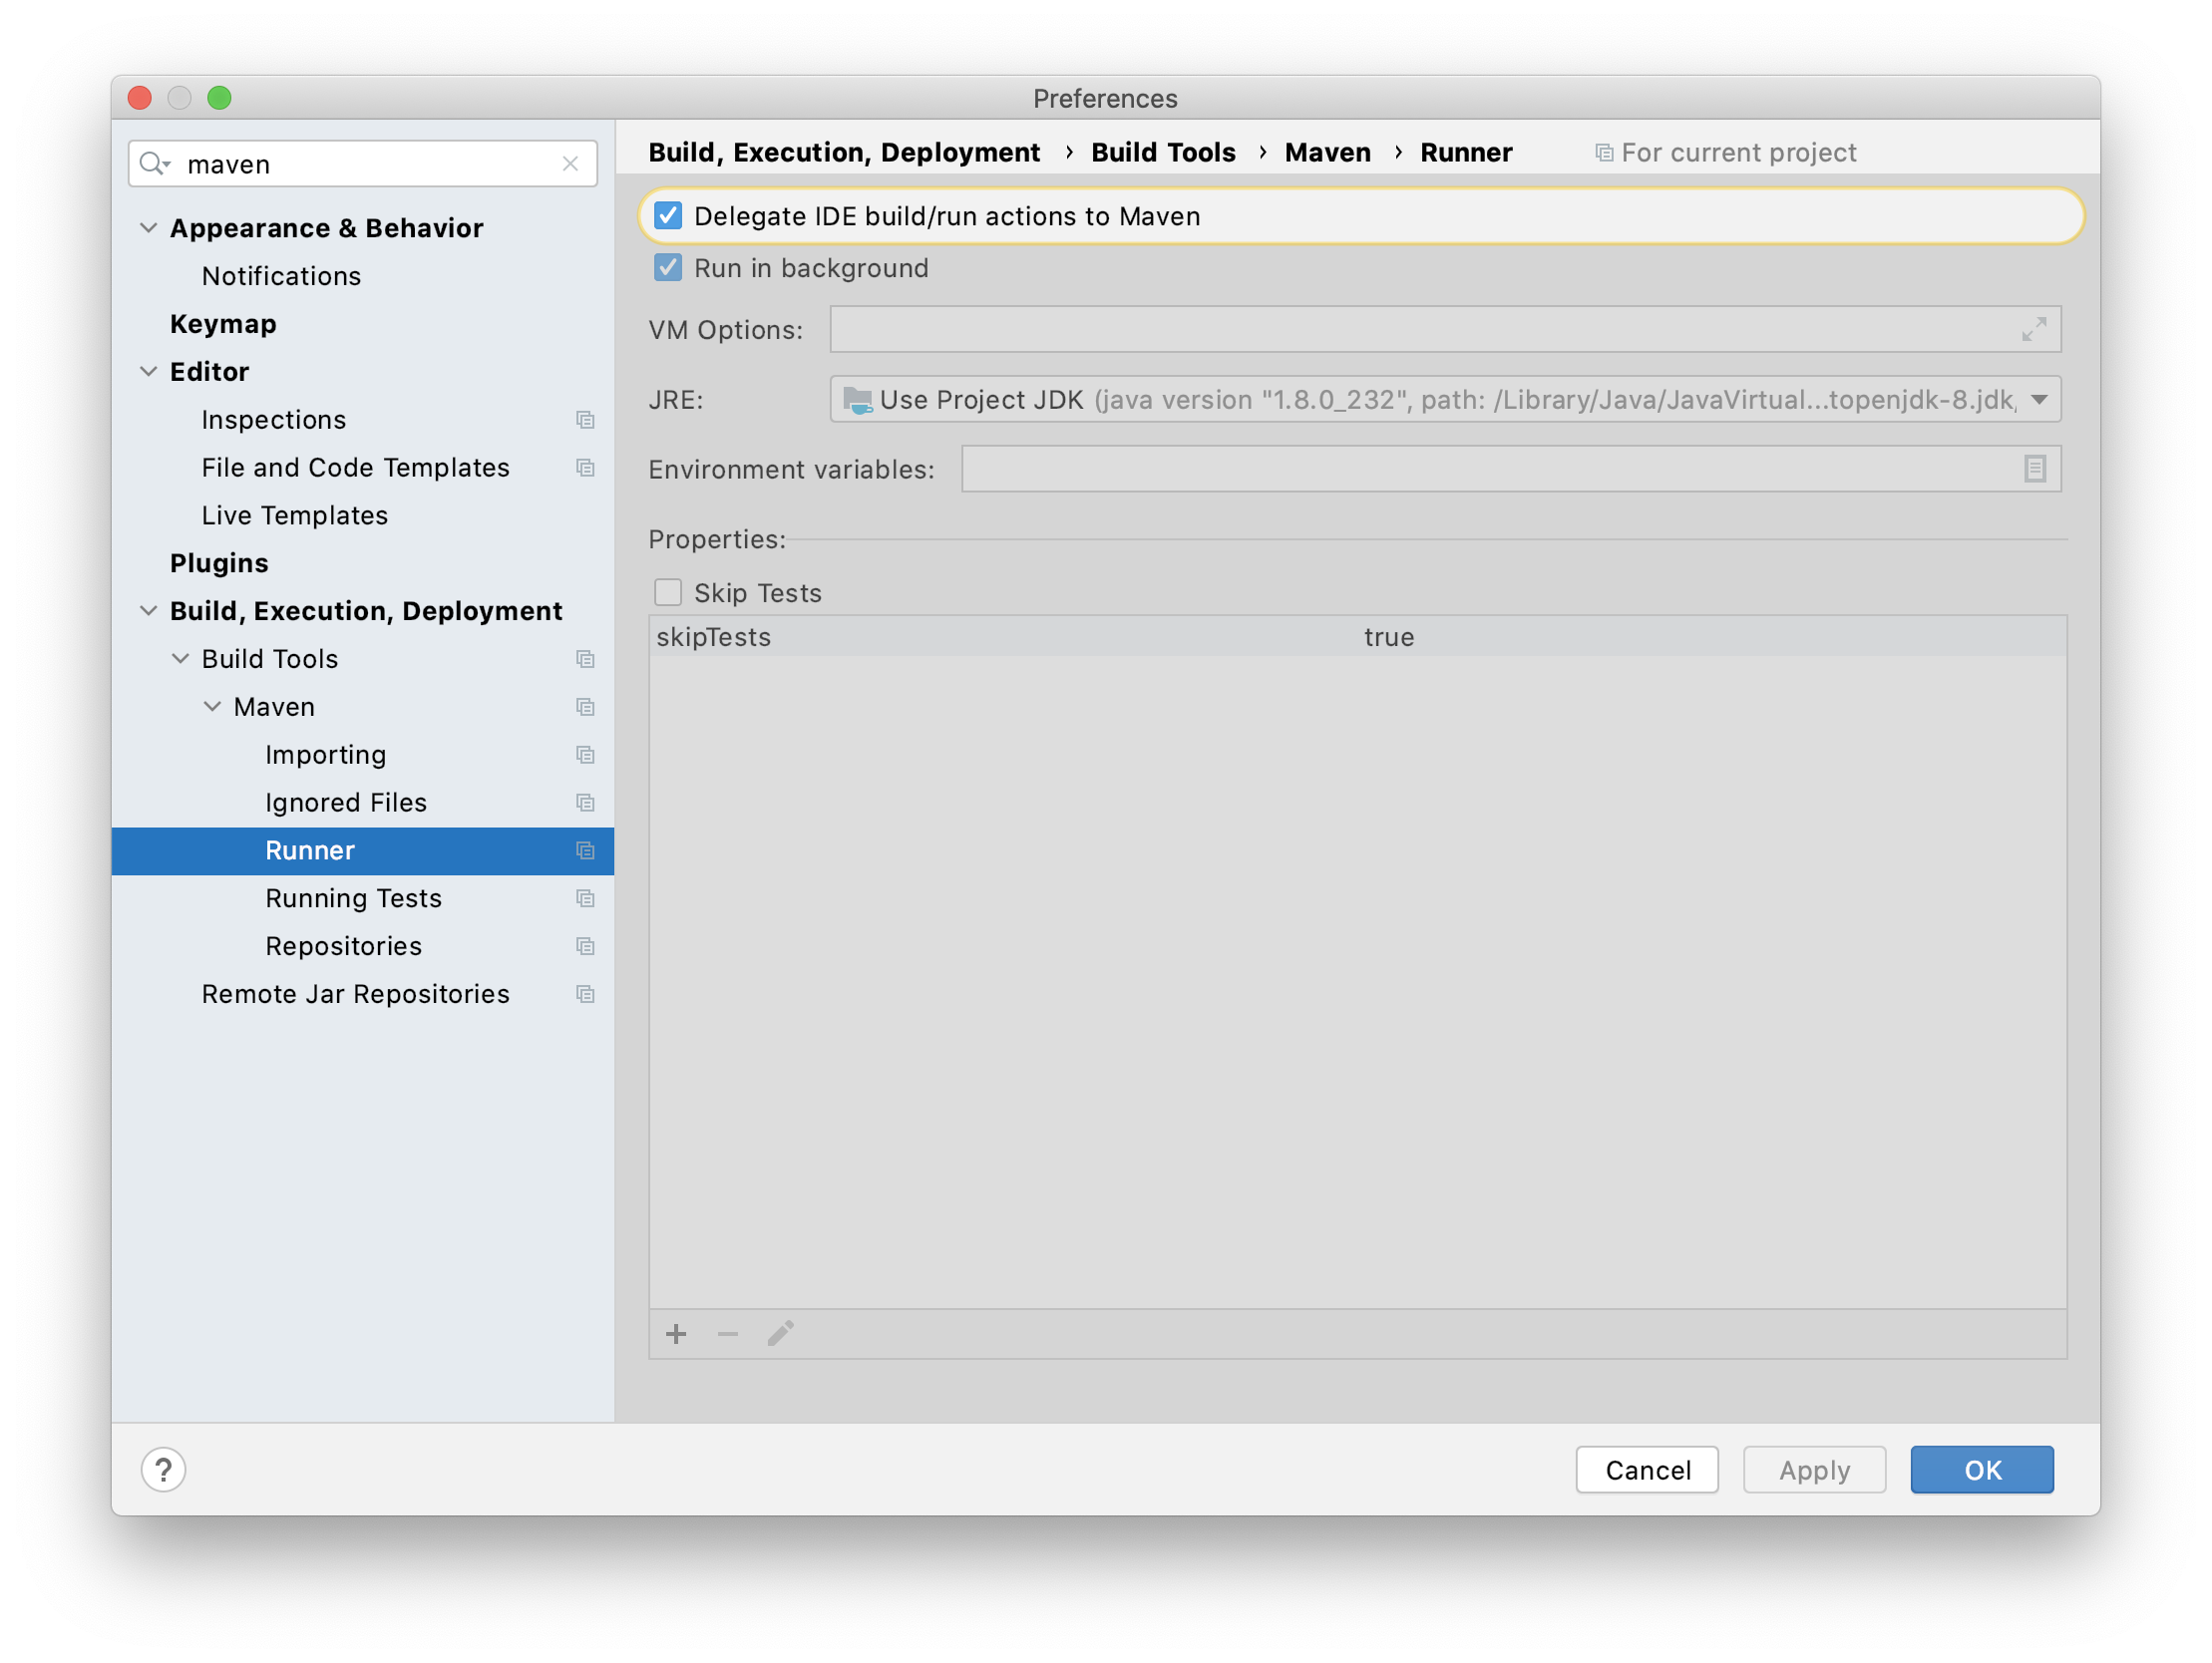 Preferences
maven
Appearance & Behavior
Notifications
Keymap
Editor
Inspections
File and Code Templates
Live Templates
Plugins
Build, Execution, Deployment
Build Tools
Maven
Importing
Ignored Files
Runner
Running Tests
Repositories
Remote Jar Repositories
Build, Execution, Deployment › Build Tools › Maven › Runner For current project
Delegate IDE build/run actions to Maven
Run in background
VM Options:
JRE: Use Project JDK (java version "1.8.0_232", path: /Library/Java/JavaVirtual...topenjdk-8.jdk,
Environment variables:
Properties:
Skip Tests
skipTests true
? Cancel Apply OK